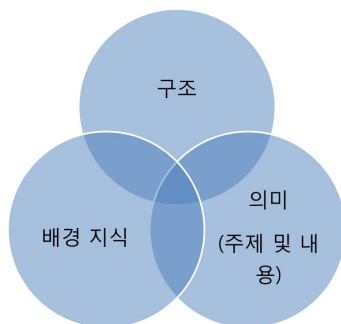 구조
배경 지식
의미
(주제 및 내
용)